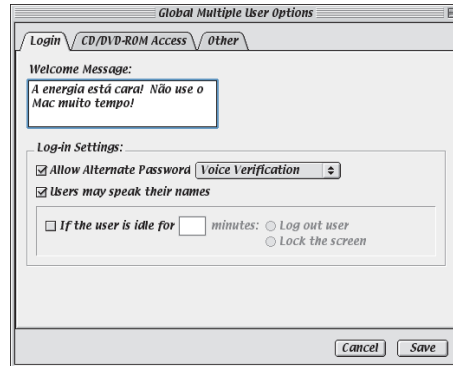 Global Multiple User Options
Login CD/DVD-ROM Access Other
Welcome Message:
A energia está cara! Não use o
Mac muito tempo!
Log-in Settings:
Allow Alternate Password Voice Verification
Users may speak their names
If the user is idle for minutes: Log out user
Lock the screen
Cancel Save